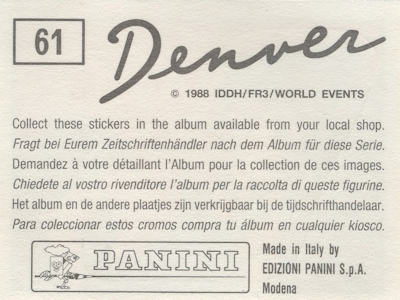 61
Denver
© 1988 IDDH/FR3/WORLD EVENTS
Collect these stickers in the album available from your local shop.
Fragt bei Eurem Zeitschriftenhändler nach dem Album für diese Serie.
Demandez à votre détaillant l'Album pour la collection de ces images.
Chiedete al vostro rivenditore l'album per la raccolta di queste figurine.
Het album en de andere plaatjes zijn verkrijgbaar bij de tijdschrifthandelaar.
Para coleccionar estos cromos compra tu álbum en cualquier kiosco.
PANINI
Made in Italy by
EDIZIONI PANINI S.p.A.
Modena